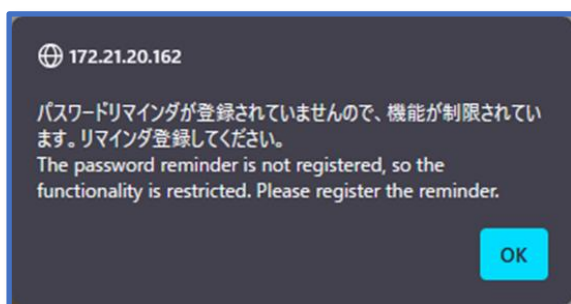 172.21.20.162
パスワードリマインダが登録されていませんので、機能が制限されてい
ます。リマインダ登録してください。
The password reminder is not registered, so the
functionality is restricted. Please register the reminder.
OK